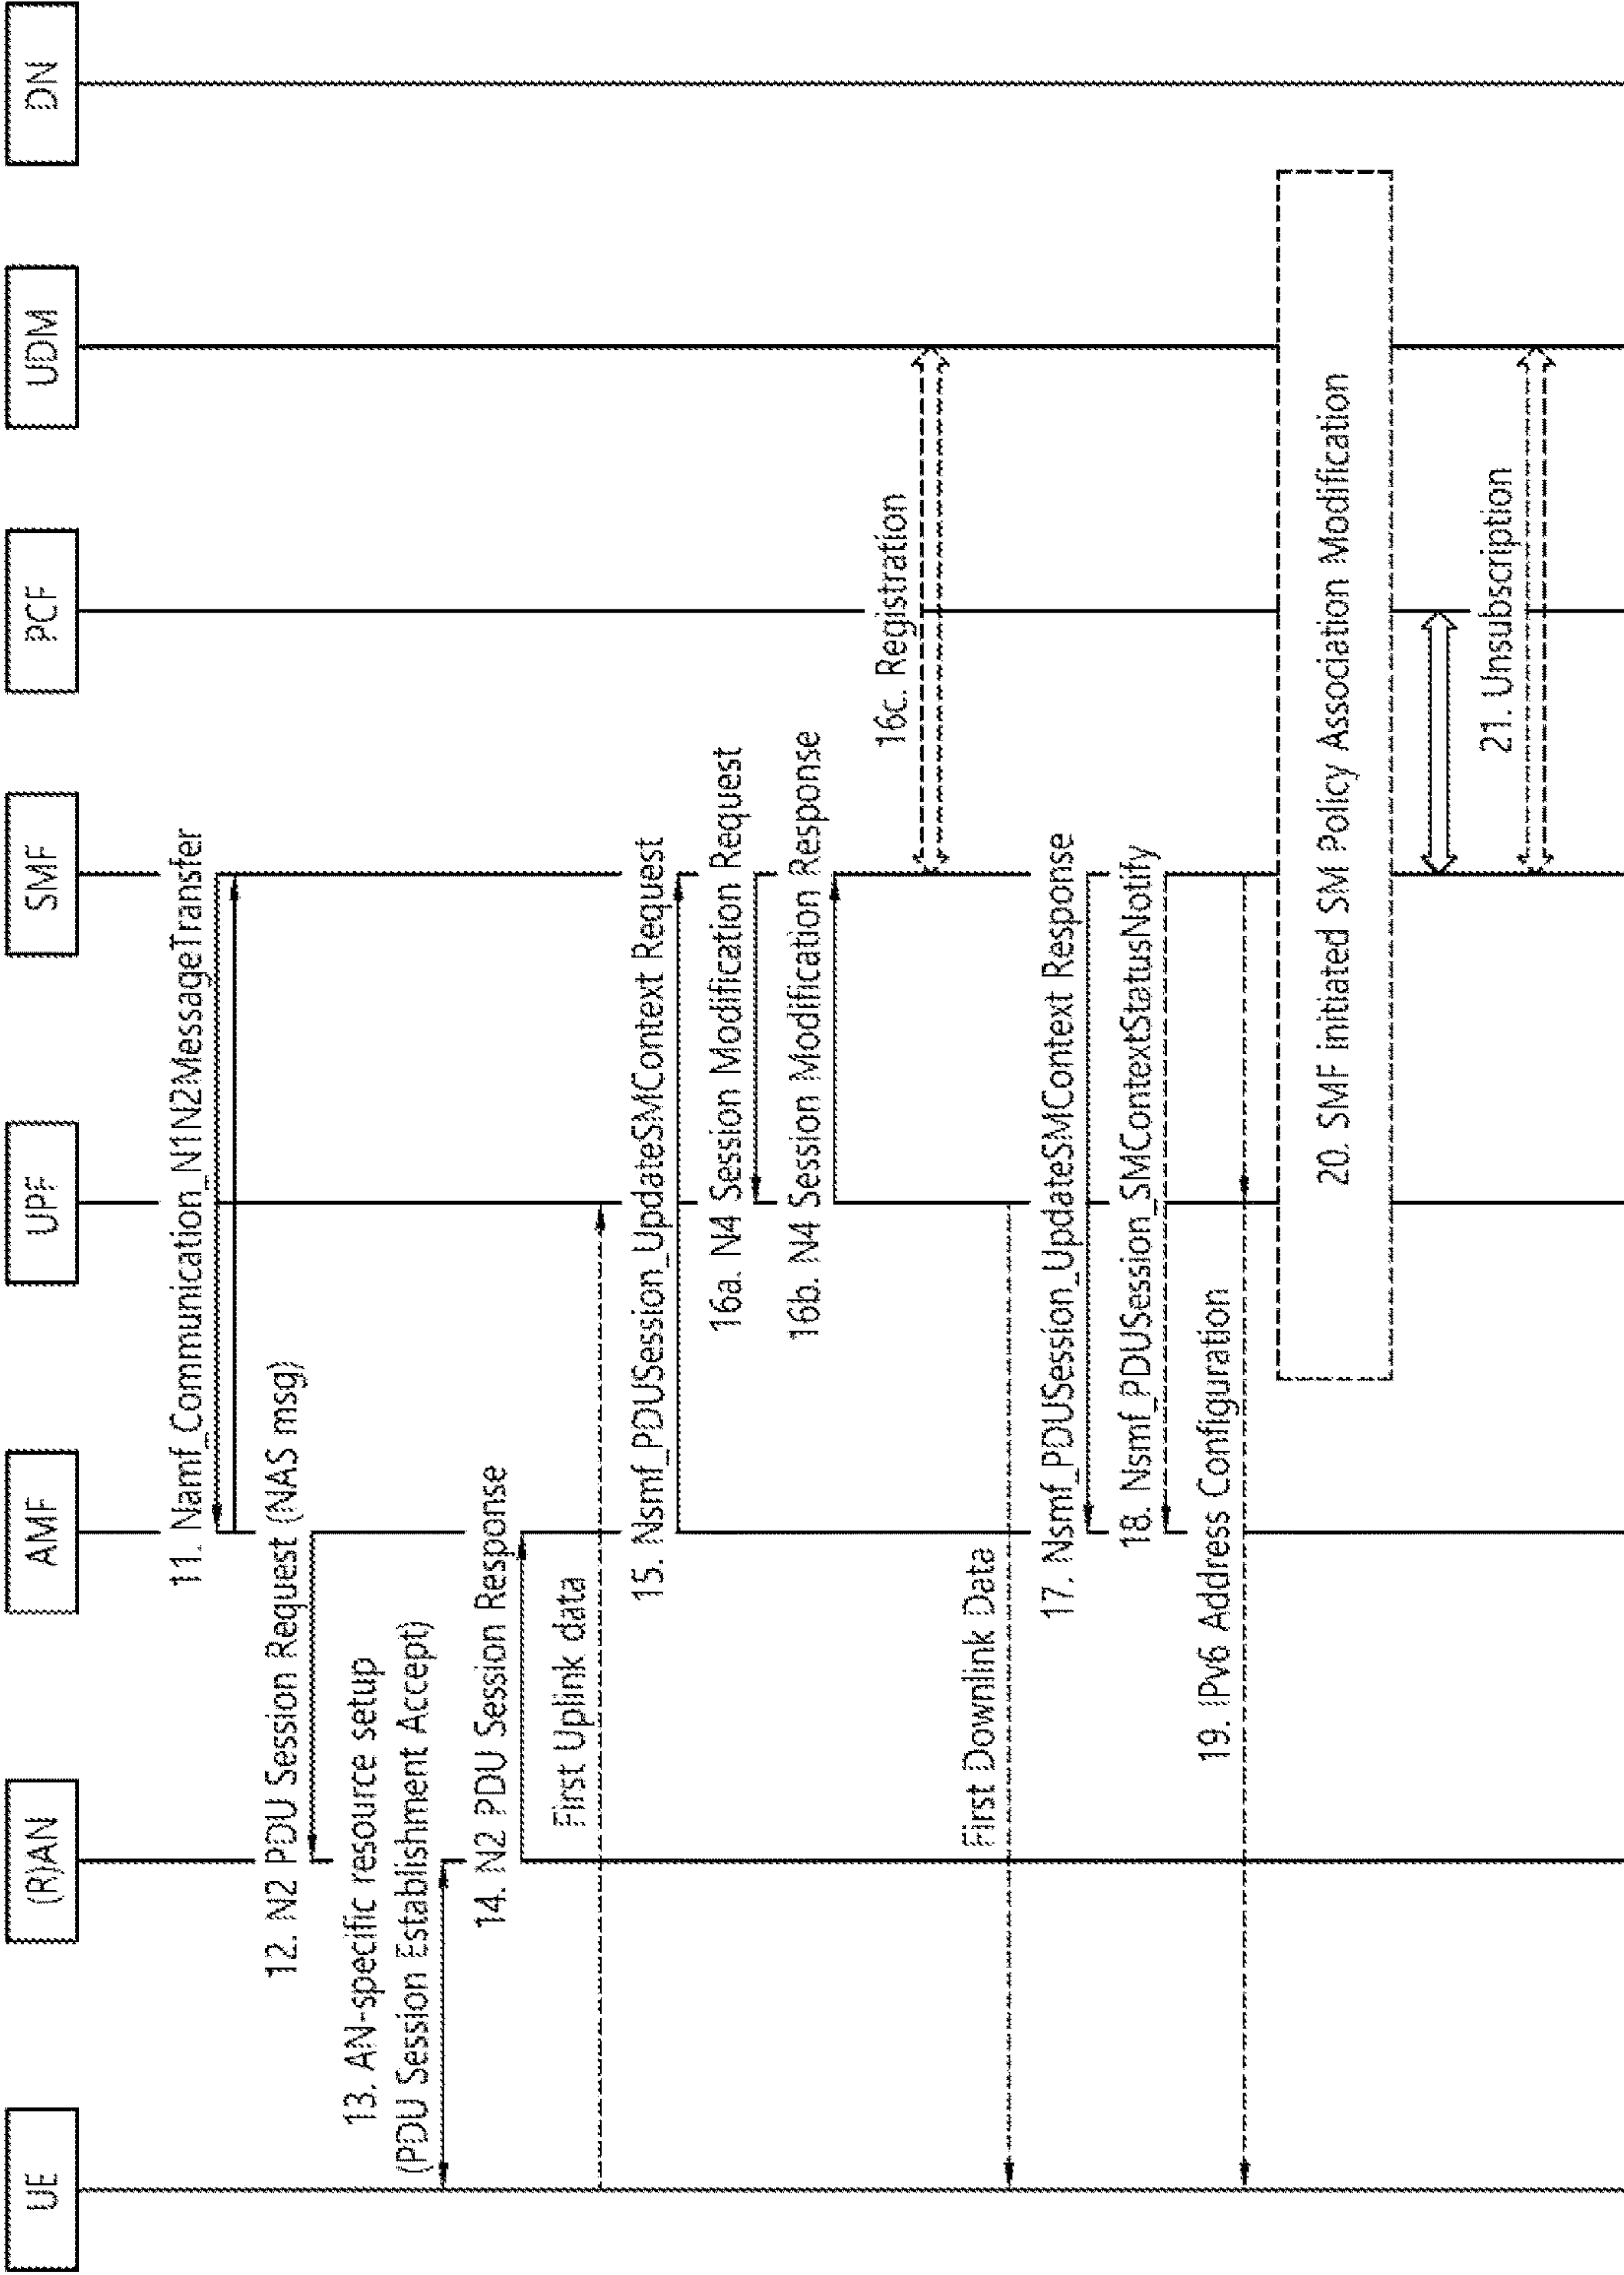 UE
(R)AN
AMF
UPF
SMF
PCF
UDM
DN
11. Namf_Communication_N1N2MessageTransfer
12. N2 PDU Session Request (NAS msg)
13. AN-specific resource setup
(PDU Session Establishment Accept)
14. N2 PDU Session Response
First Uplink data
15. Nsmf_PDUSession_UpdateSMContext Request
16a. N4 Session Modification Request
16b. N4 Session Modification Response
16c. Registration
First Downlink Data
17. Nsmf_PDUSession_UpdateSMContext Response
18. Nsmf_PDUSession_SMContextStatusNotify
19. IPv6 Address Configuration
20. SMF initiated SM Policy Association Modification
21. Unsubscription